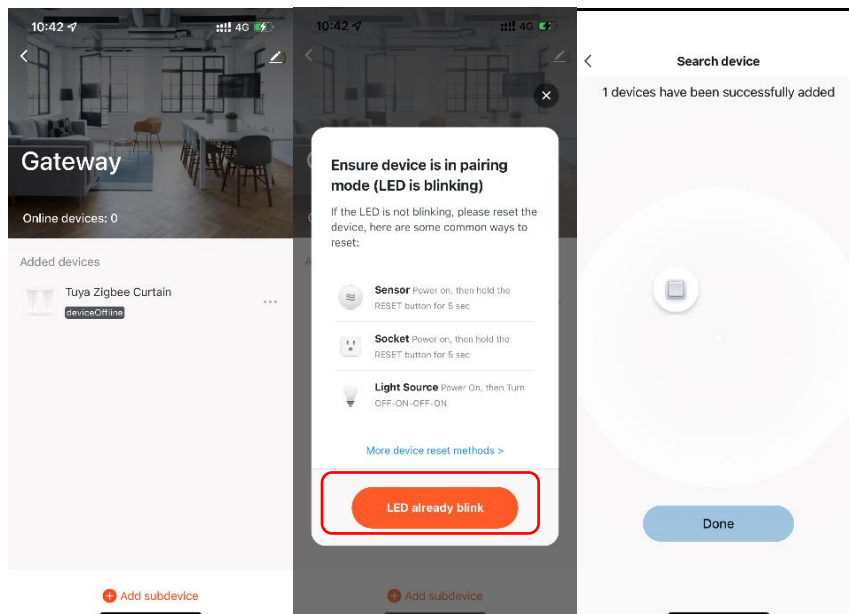 10:42
4G
Gateway
Online devices: 0
Added devices
Tuya Zigbee Curtain
deviceOffline
Add subdevice
10:42
4G
Ensure device is in pairing
mode (LED is blinking)
If the LED is not blinking, please reset the
device, here are some common ways to
reset:
Sensor Power on, then hold the
RESET button for 5 sec
Socket Power on, then hold the
RESET button for 5 sec
Light Source Power On, then Turn
OFF-ON-OFF-ON
More device reset methods >
LED already blink
Add subdevice
Search device
1 devices have been successfully added
Done